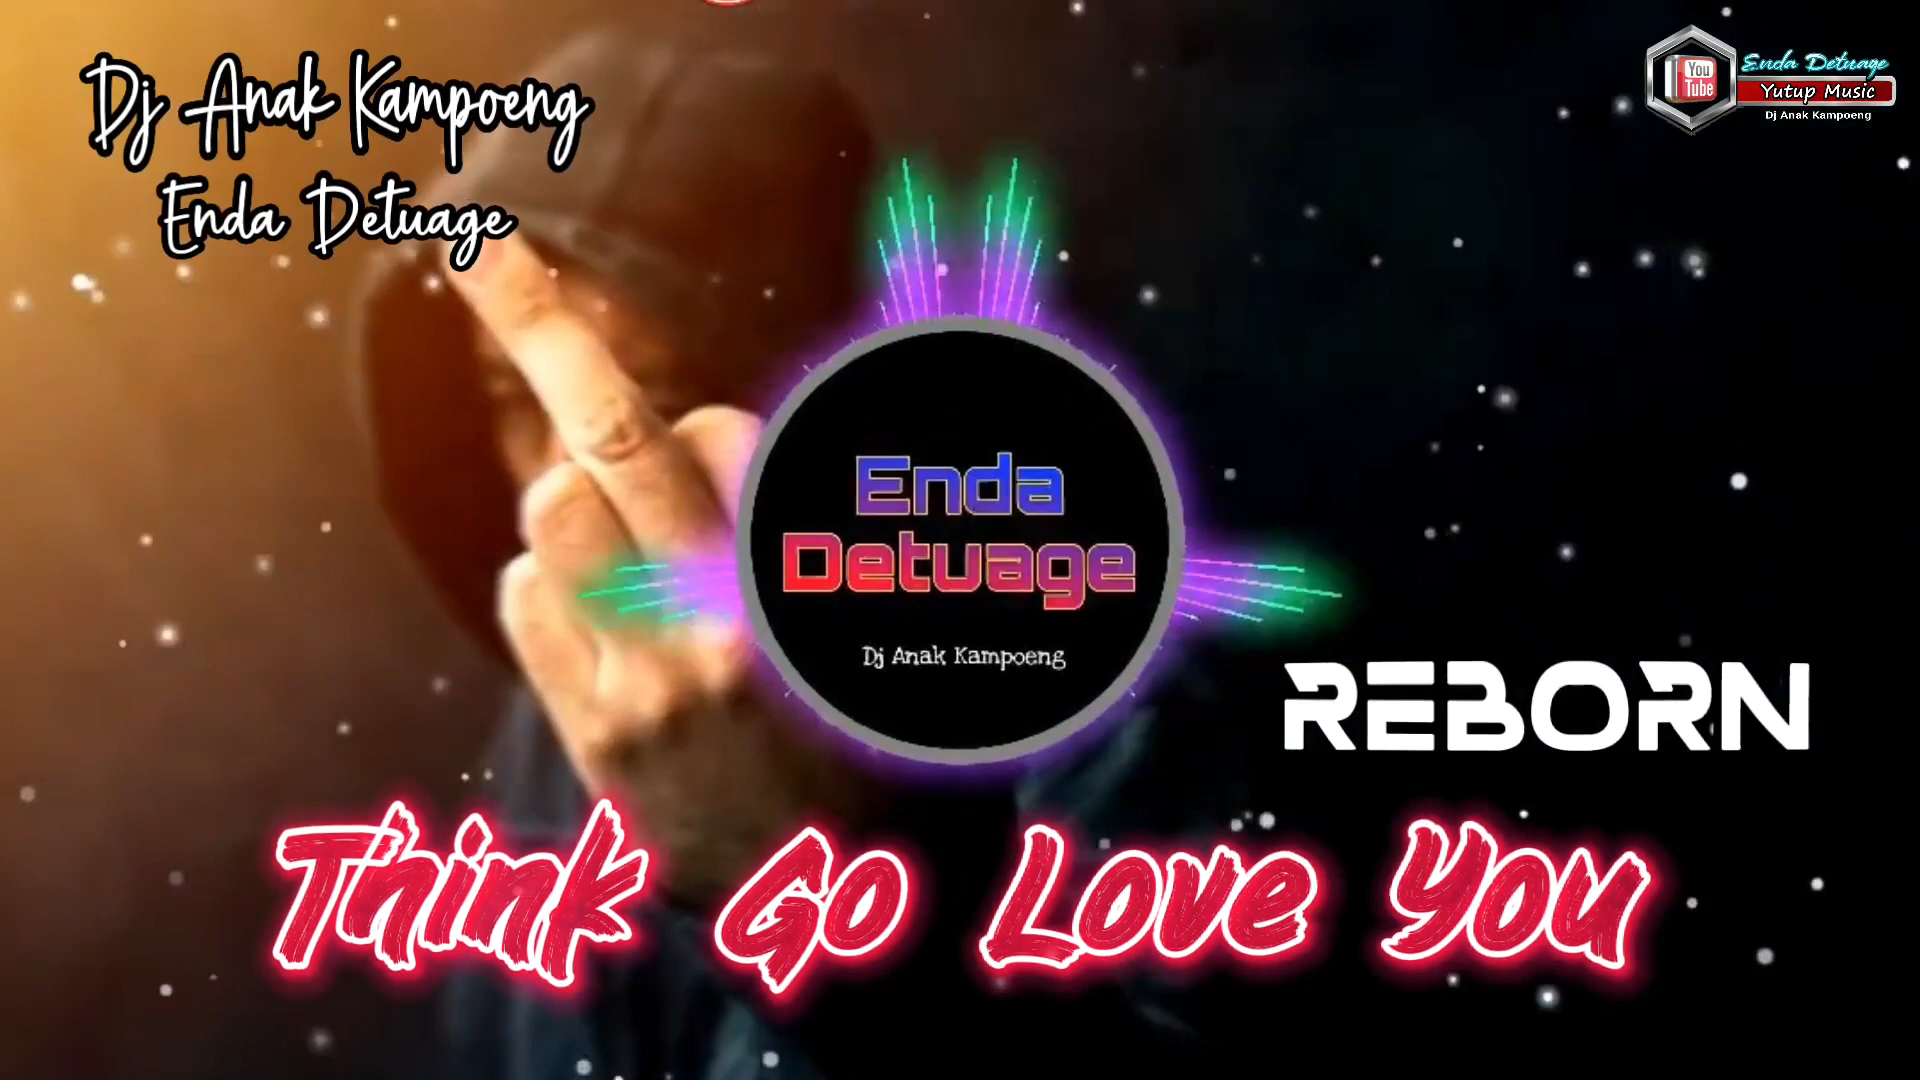 Dj Anak Kampoeng
Enda Detuage
You
Tube
Enda Detuage
Yutup Music
Dj Anak Kampoeng
Enda
Detuage
Dj Anak Kampoeng
REBORN
Think Go Love You